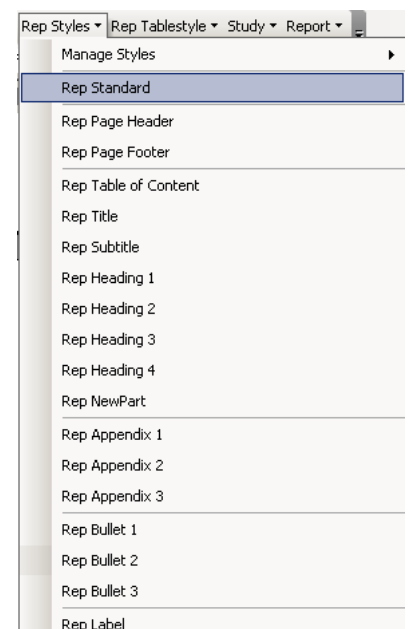 Rep Styles Rep Tablestyle Study Report
Manage Styles
Rep Standard
Rep Page Header
Rep Page Footer
Rep Table of Content
Rep Title
Rep Subtitle
Rep Heading 1
Rep Heading 2
Rep Heading 3
Rep Heading 4
Rep NewPart
Rep Appendix 1
Rep Appendix 2
Rep Appendix 3
Rep Bullet 1
Rep Bullet 2
Rep Bullet 3
Rep Label